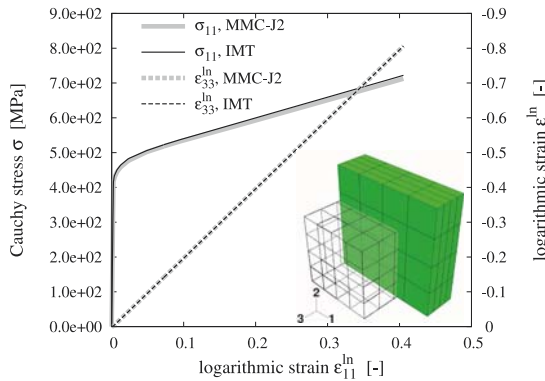 9.0e+02
8.0e+02
7.0e+02
6.0e+02
5.0e+02
4.0e+02
3.0e+02
2.0e+02
1.0e+02
0.0e+00
Cauchy stress σ [MPa]
σ₁₁, MMC-J2
σ₁₁, IMT
ε₃₃ˡⁿ, MMC-J2
ε₃₃ˡⁿ, IMT
2
3 1
-0.9
-0.8
-0.7
-0.6
-0.5
-0.4
-0.3
-0.2
-0.1
0
logarithmic strain εˡⁿ
0 0.1 0.2 0.3 0.4 0.5
logarithmic strain ε₁₁ˡⁿ [-]